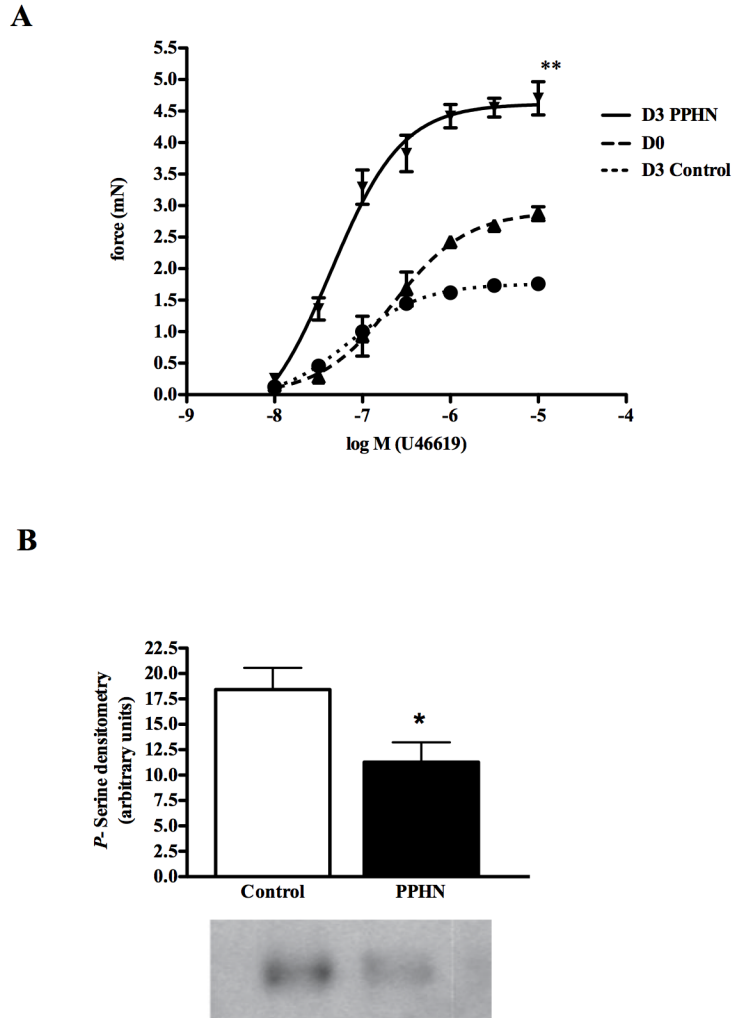 A
5.5
5.0
4.5
4.0
3.5
3.0
2.5
2.0
1.5
1.0
0.5
0.0
force (mN)
**
D3 PPHN
D0
D3 Control
-9 -8 -7 -6 -5 -4
log M (U46619)
B
22.5
20.0
17.5
15.0
12.5
10.0
7.5
5.0
2.5
0.0
P- Serine densitometry
(arbitrary units)
*
Control PPHN